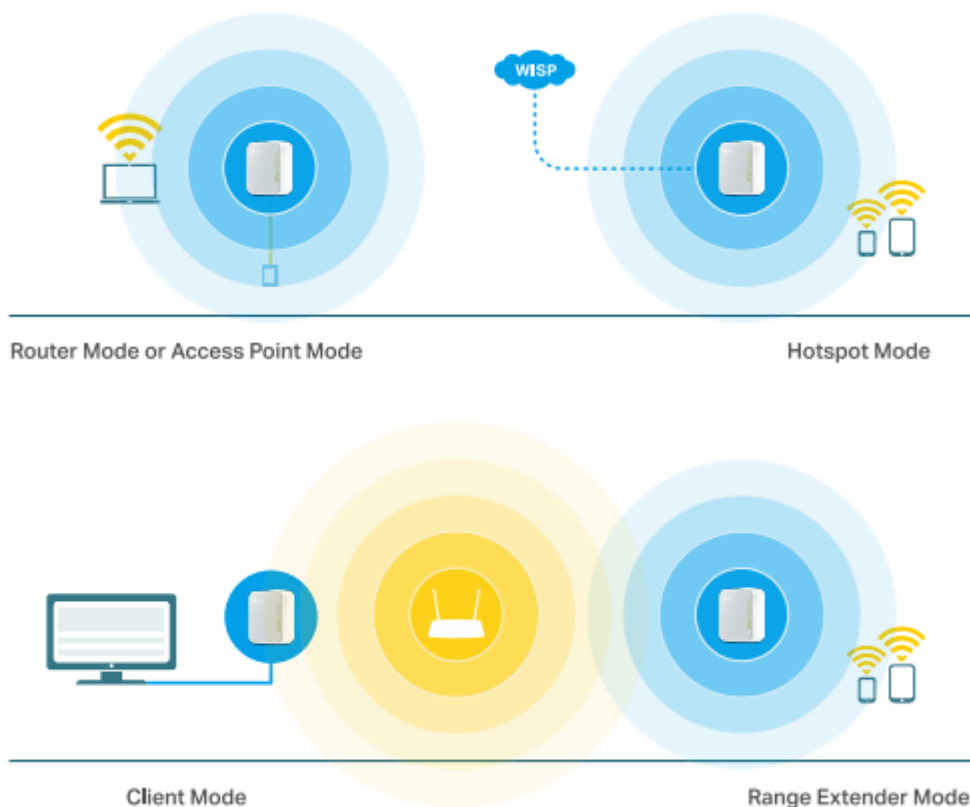 WISP
Router Mode or Access Point Mode
Hotspot Mode
Client Mode
Range Extender Mode